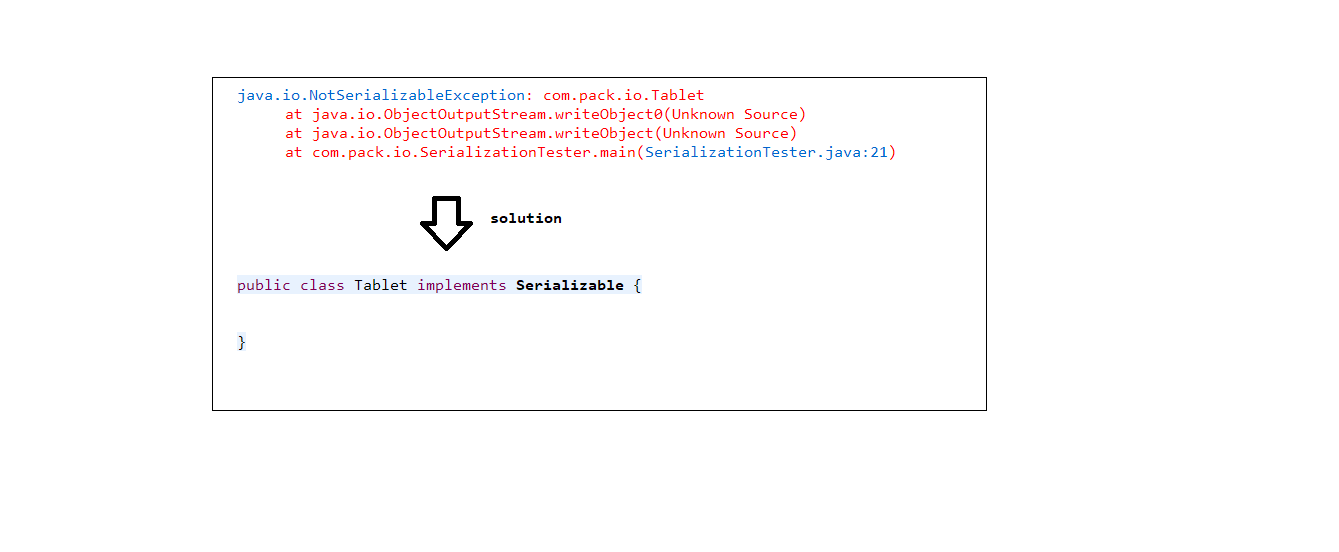 java.io.NotSerializableException: com.pack.io.Tablet
at java.io.ObjectOutputStream.writeObject0(Unknown Source)
at java.io.ObjectOutputStream.writeObject(Unknown Source)
at com.pack.io.SerializationTester.main(SerializationTester.java:21)
solution
public class Tablet implements Serializable {
}